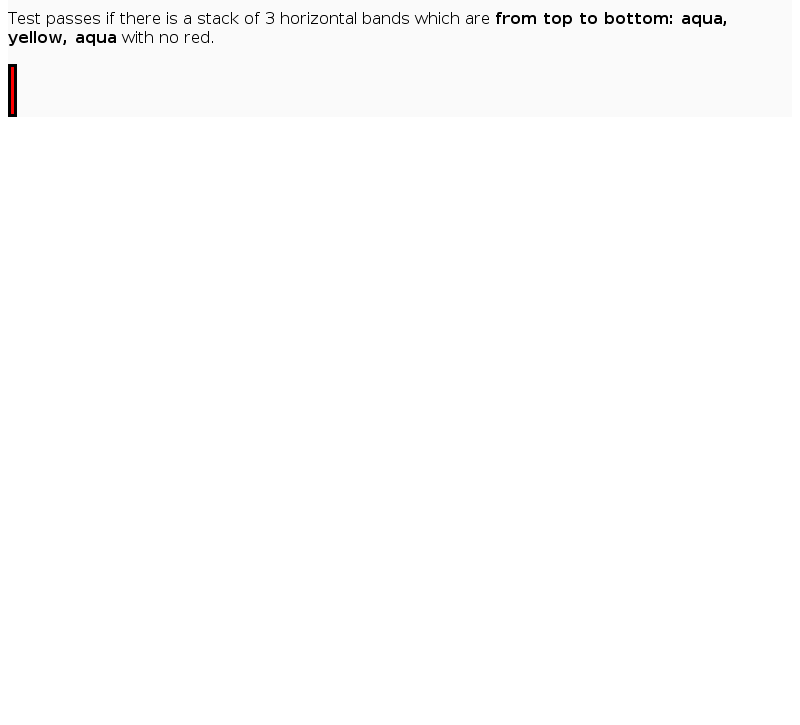 Test passes if there is a stack of 3 horizontal bands which are from top to bottom: aqua,
yellow, aqua with no red.